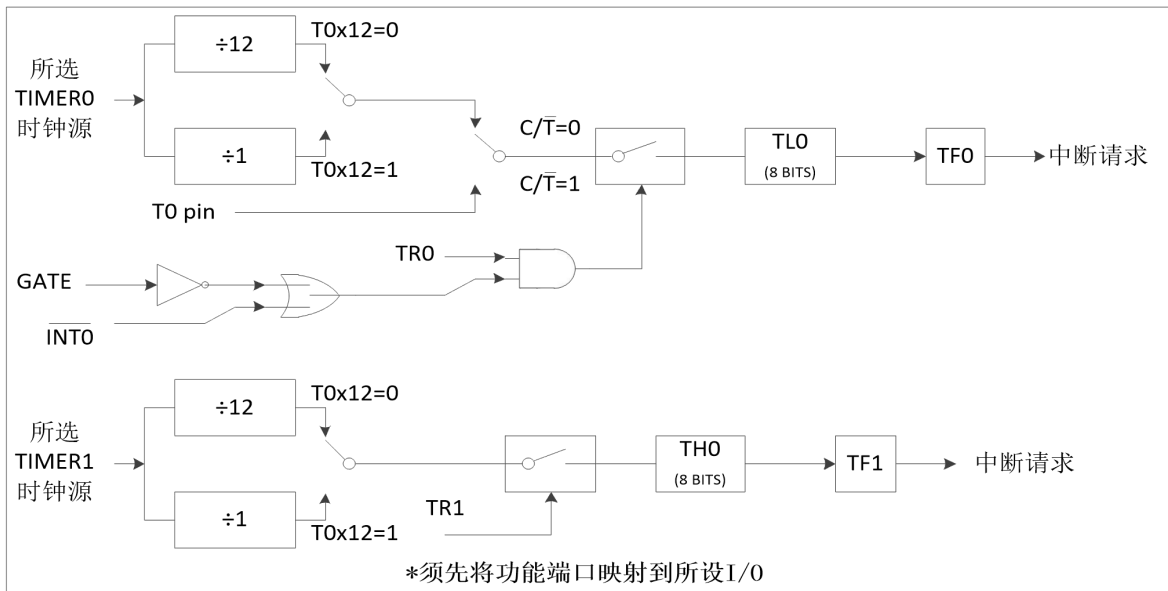 ÷12
T0x12=0
所选
TIMER0
时钟源
÷1
T0x12=1
C/T̅=0
C/T̅=1
TL0
(8 BITS)
TF0
中断请求
T0 pin
TR0
GATE
I̅N̅T̅0̅
÷12
T0x12=0
所选
TIMER1
时钟源
÷1
T0x12=1
TR1
TH0
(8 BITS)
TF1
中断请求
*须先将功能端口映射到所设I/O